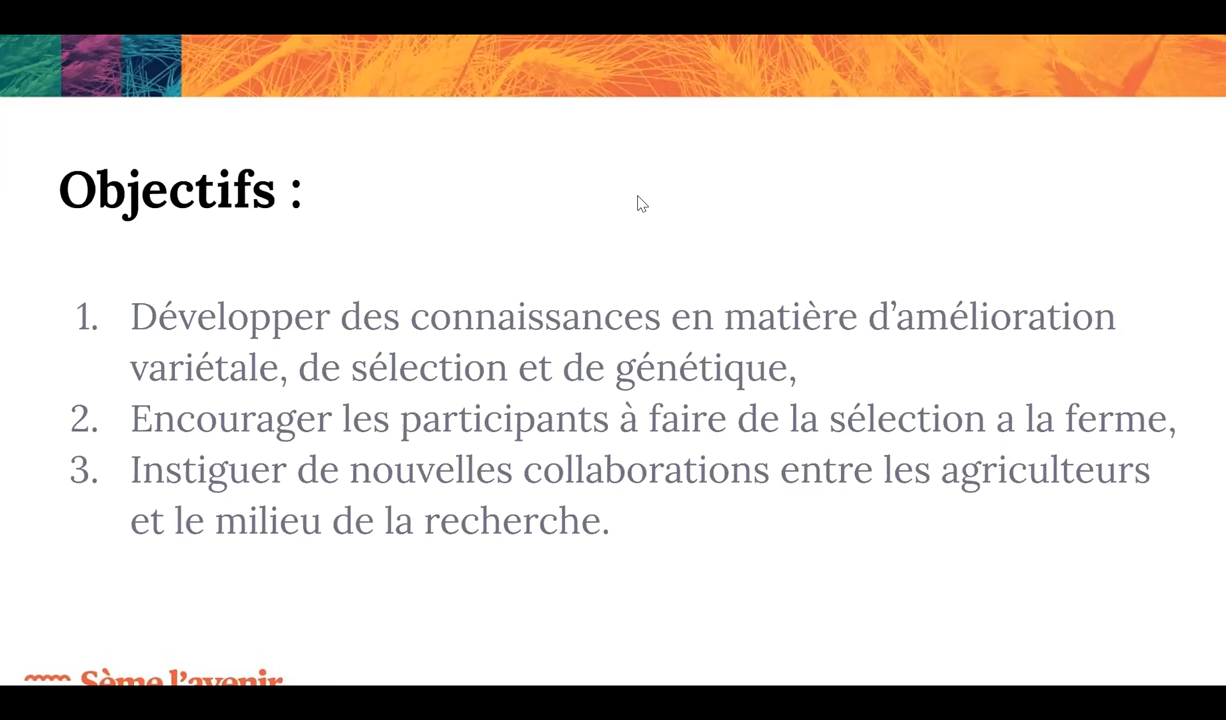 Objectifs :
1. Développer des connaissances en matière d’amélioration
variétale, de sélection et de génétique,
2. Encourager les participants à faire de la sélection a la ferme,
3. Instiguer de nouvelles collaborations entre les agriculteurs
et le milieu de la recherche.
Sème l’avenir